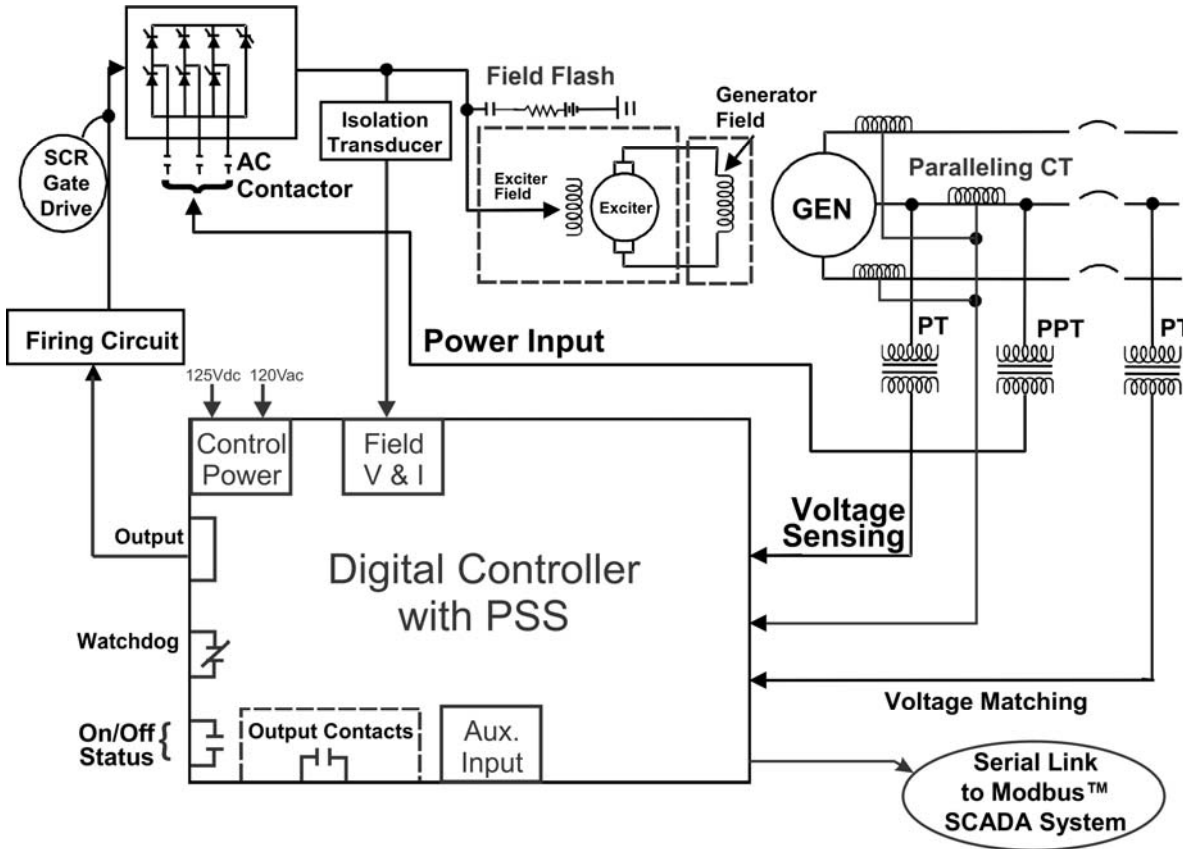 SCR
Gate
Drive
AC
Contactor
Isolation
Transducer
Field Flash
Generator
Field
Exciter
Field
Exciter
GEN
Paralleling CT
PT
PPT
PT
Firing Circuit
Power Input
125Vdc 120Vac
Control
Power
Field
V & I
Output
Voltage
Sensing
Digital Controller
with PSS
Watchdog
Voltage Matching
On/Off
Status
Output Contacts
Aux.
Input
Serial Link
to Modbus™
SCADA System